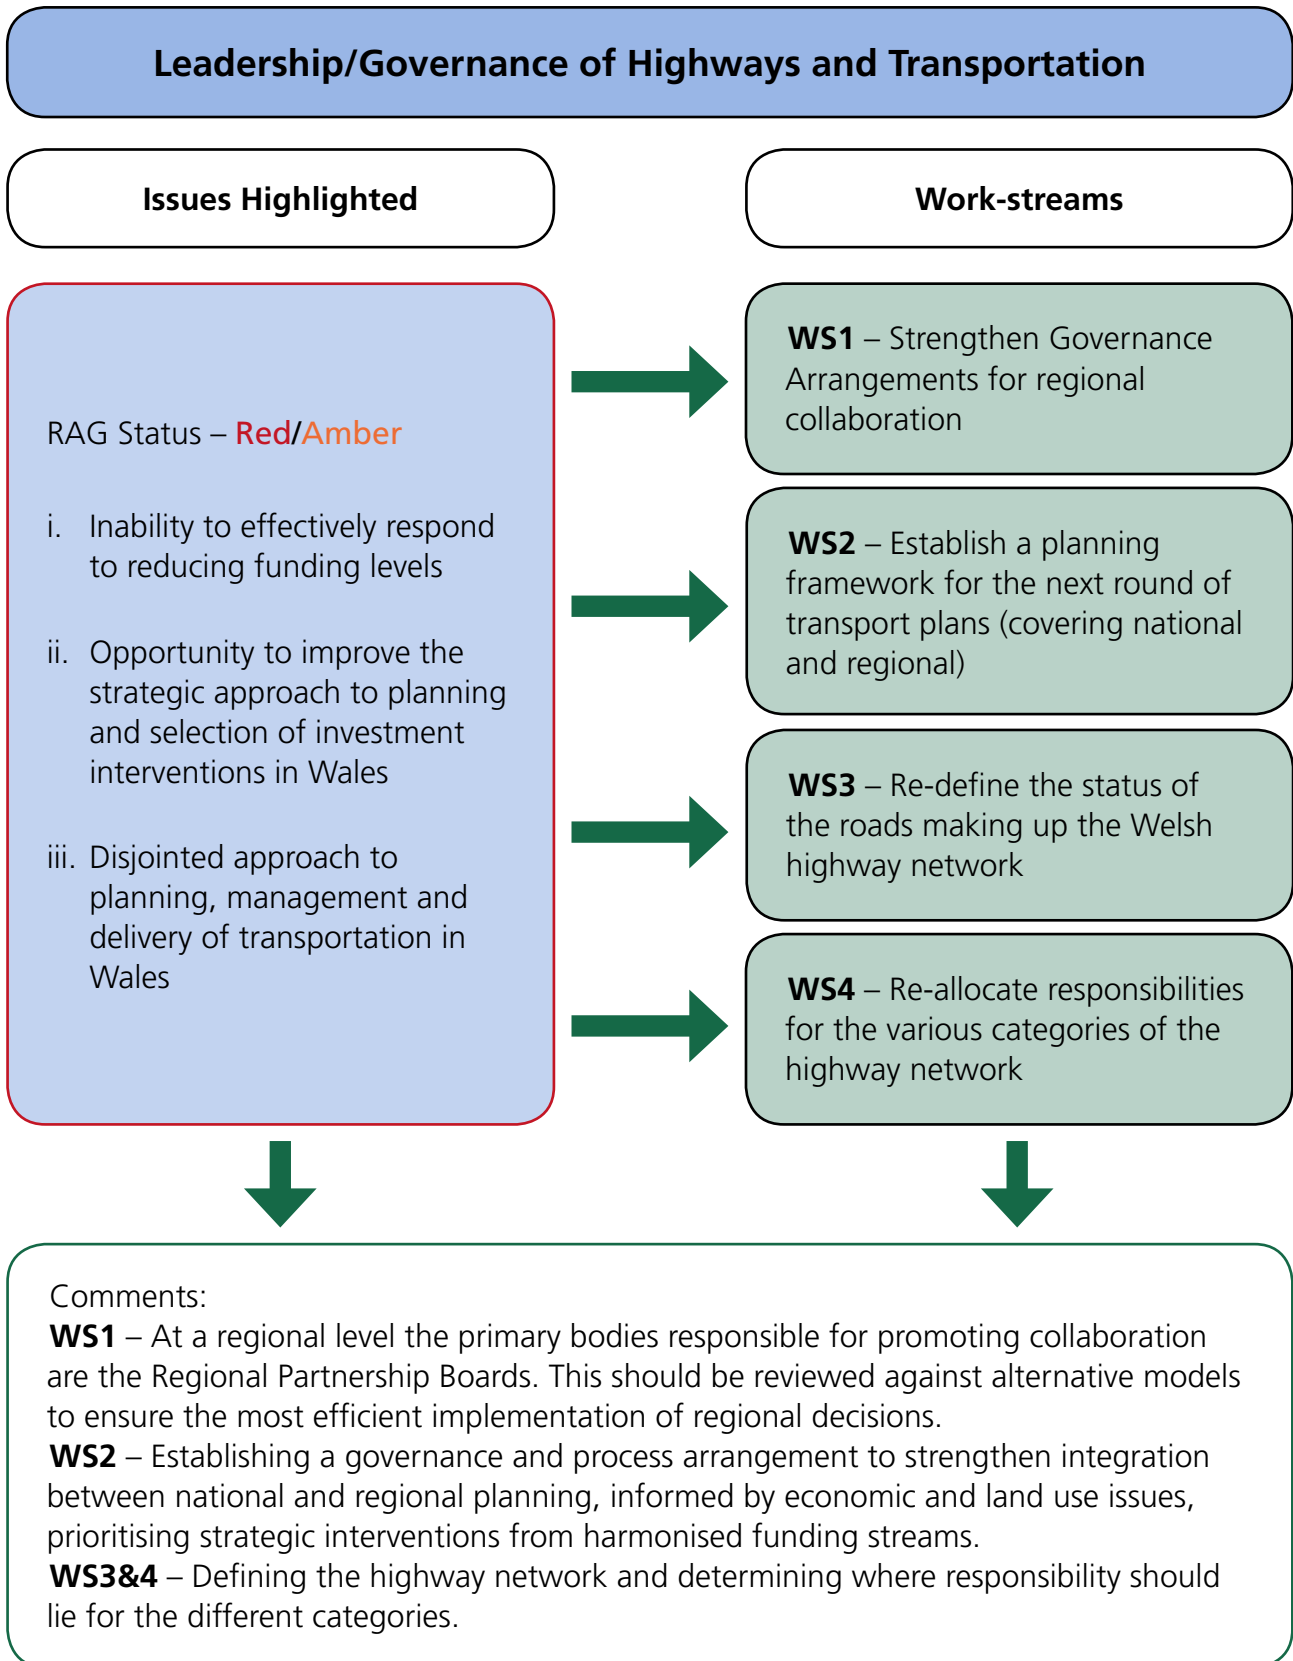 Leadership/Governance of Highways and Transportation
Issues Highlighted
Work-streams
RAG Status – Red/Amber
i. Inability to effectively respond
to reducing funding levels
ii. Opportunity to improve the
strategic approach to planning
and selection of investment
interventions in Wales
iii. Disjointed approach to
planning, management and
delivery of transportation in
Wales
WS1 – Strengthen Governance
Arrangements for regional
collaboration
WS2 – Establish a planning
framework for the next round of
transport plans (covering national
and regional)
WS3 – Re-define the status of
the roads making up the Welsh
highway network
WS4 – Re-allocate responsibilities
for the various categories of the
highway network
Comments:
WS1 – At a regional level the primary bodies responsible for promoting collaboration
are the Regional Partnership Boards. This should be reviewed against alternative models
to ensure the most efficient implementation of regional decisions.
WS2 – Establishing a governance and process arrangement to strengthen integration
between national and regional planning, informed by economic and land use issues,
prioritising strategic interventions from harmonised funding streams.
WS3&4 – Defining the highway network and determining where responsibility should
lie for the different categories.